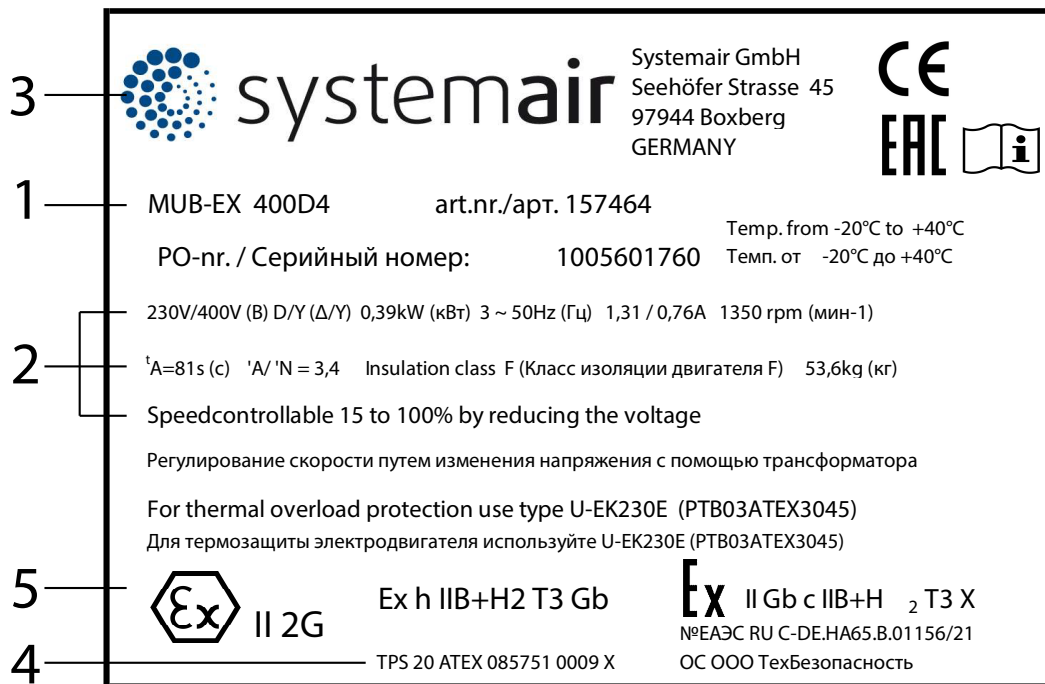 systemair
Systemair GmbH
Seehöfer Strasse 45
97944 Boxberg
GERMANY
CE
EAC
i
3
1
MUB-EX 400D4 art.nr./арт. 157464
Temp. from -20°C to +40°C
PO-nr. / Серийный номер: 1005601760
Темп. от -20°C до +40°C
2
230V/400V (В) D/Y (Δ/Y) 0,39kW (кВт) 3 ~ 50Hz (Гц) 1,31 / 0,76A 1350 rpm (мин-1)
tA=81s (с) 'A/ 'N = 3,4 Insulation class F (Класс изоляции двигателя F) 53,6kg (кг)
Speedcontrollable 15 to 100% by reducing the voltage
Регулирование скорости путем изменения напряжения с помощью трансформатора
For thermal overload protection use type U-EK230E (PTB03ATEX3045)
Для термозащиты электродвигателя используйте U-EK230E (PTB03ATEX3045)
5
Ex II 2G
Ex h IIB+H2 T3 Gb
Ex II Gb c IIB+H 2 T3 X
№ЕАЭС RU C-DE.HA65.B.01156/21
4
TPS 20 ATEX 085751 0009 X
ОС ООО ТехБезопасность